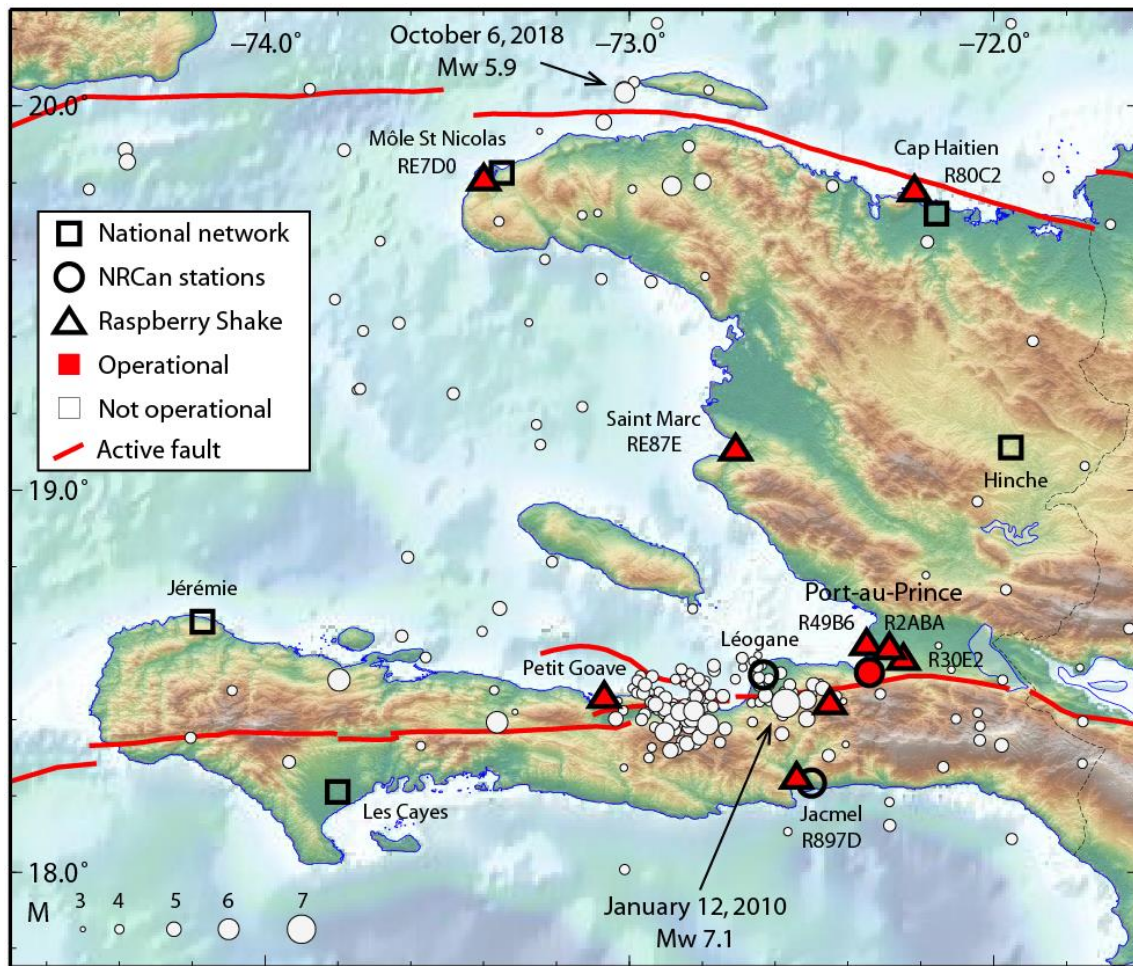 −74.0°
−73.0°
−72.0°
October 6, 2018
Mw 5.9
20.0°
Môle St Nicolas
RE7D0
Cap Haitien
R80C2
National network
NRCan stations
Raspberry Shake
Operational
Not operational
Active fault
Saint Marc
RE87E
19.0°
Hinche
Jérémie
Port-au-Prince
R49B6
R2ABA
Léogane
R30E2
Petit Goave
Les Cayes
Jacmel
R897D
18.0°
M
3 4 5 6 7
January 12, 2010
Mw 7.1